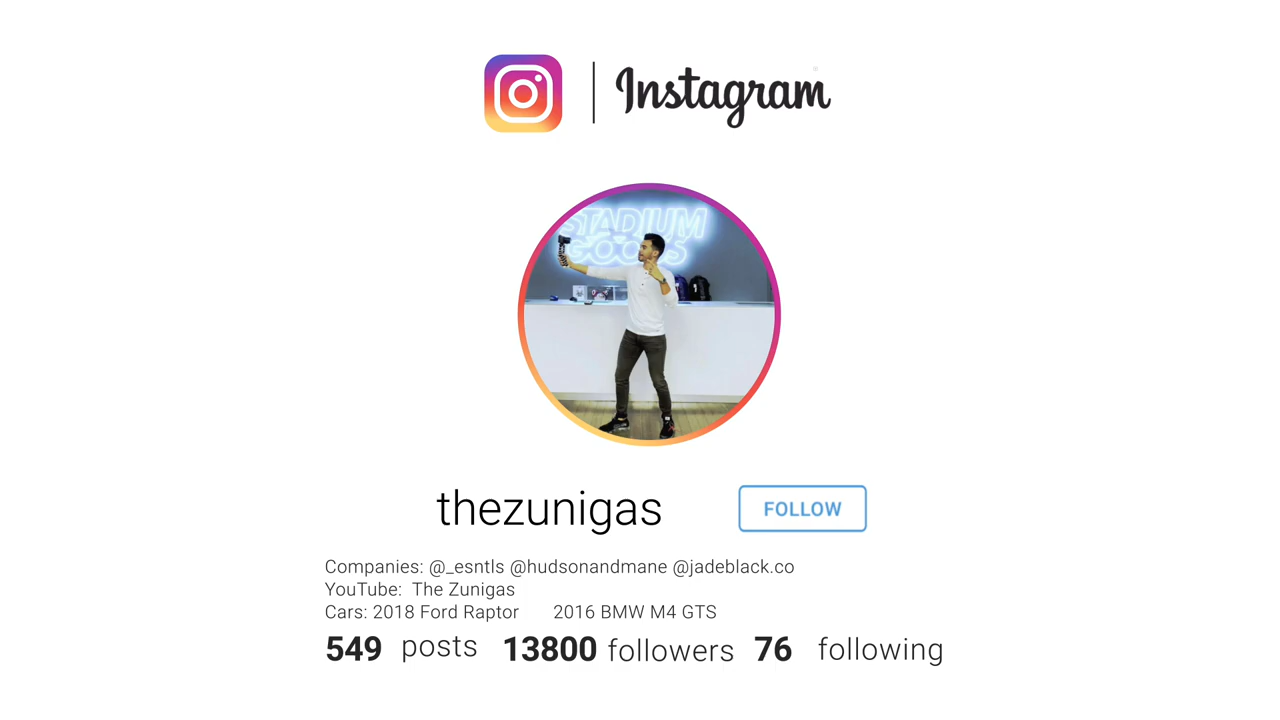 Instagram
STADIUM
GOODS
thezunigas
FOLLOW
Companies: @_esntls @hudsonandmane @jadeblack.co
YouTube: The Zunigas
Cars: 2018 Ford Raptor 2016 BMW M4 GTS
549 posts 13800 followers 76 following